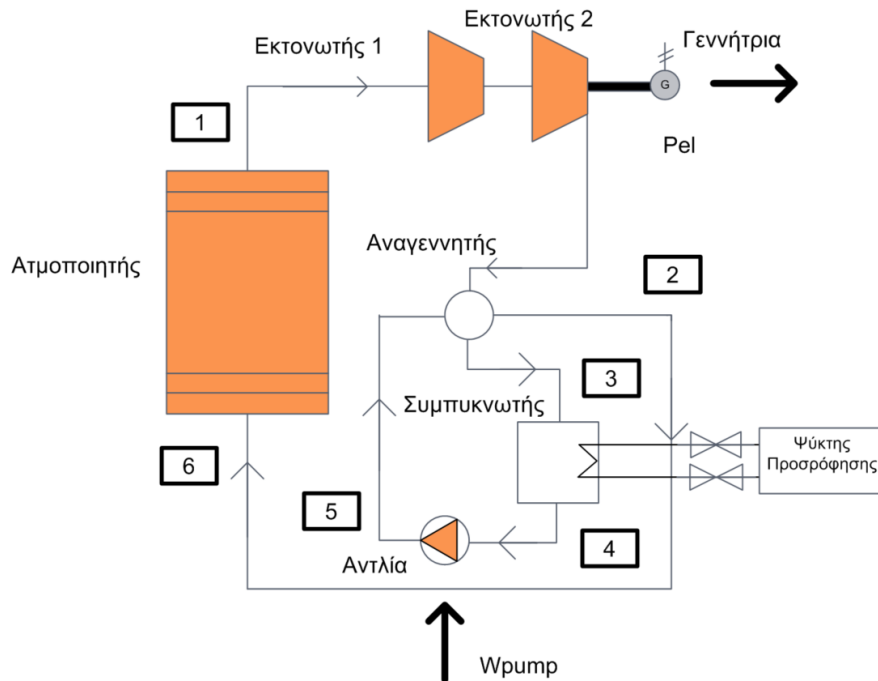 Εκτονωτής 2
Εκτονωτής 1
Γεννήτρια
G
1
Pel
Αναγεννητής
2
Ατμοποιητής
3
Συμπυκνωτής
Ψύκτης
Προσρόφησης
6
5
4
Αντλία
Wpump